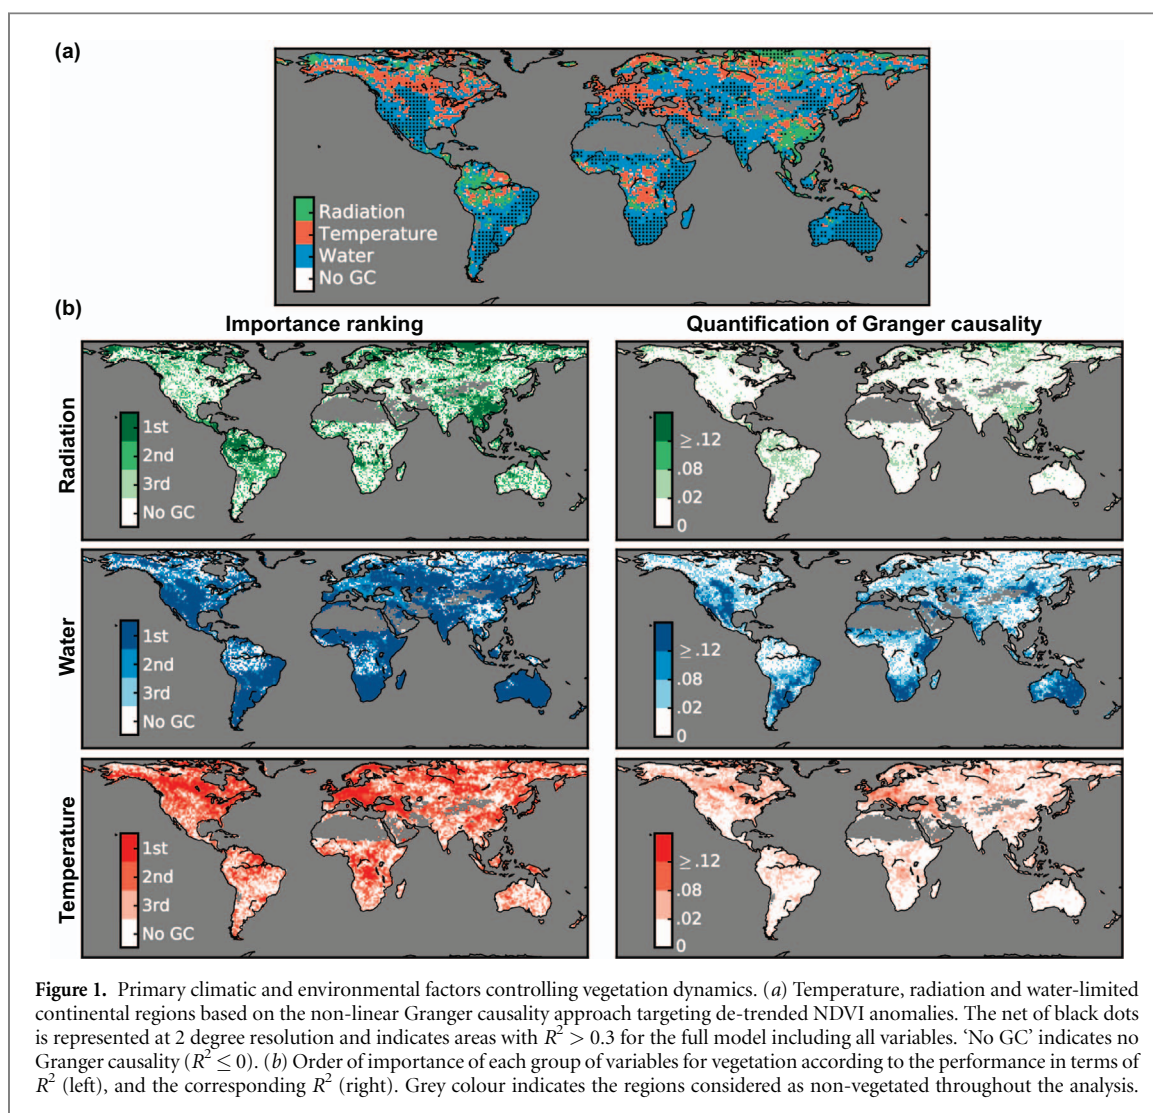 (a)
Radiation
Temperature
Water
No GC
(b)
Importance ranking
Quantification of Granger causality
Radiation
1st
2nd
3rd
No GC
≥.12
.08
.02
0
Water
1st
2nd
3rd
No GC
≥.12
.08
.02
0
Temperature
1st
2nd
3rd
No GC
≥.12
.08
.02
0
Figure 1. Primary climatic and environmental factors controlling vegetation dynamics. (a) Temperature, radiation and water-limited
continental regions based on the non-linear Granger causality approach targeting de-trended NDVI anomalies. The net of black dots
is represented at 2 degree resolution and indicates areas with R² > 0.3 for the full model including all variables. ‘No GC’ indicates no
Granger causality (R² ≤ 0). (b) Order of importance of each group of variables for vegetation according to the performance in terms of
R² (left), and the corresponding R² (right). Grey colour indicates the regions considered as non-vegetated throughout the analysis.